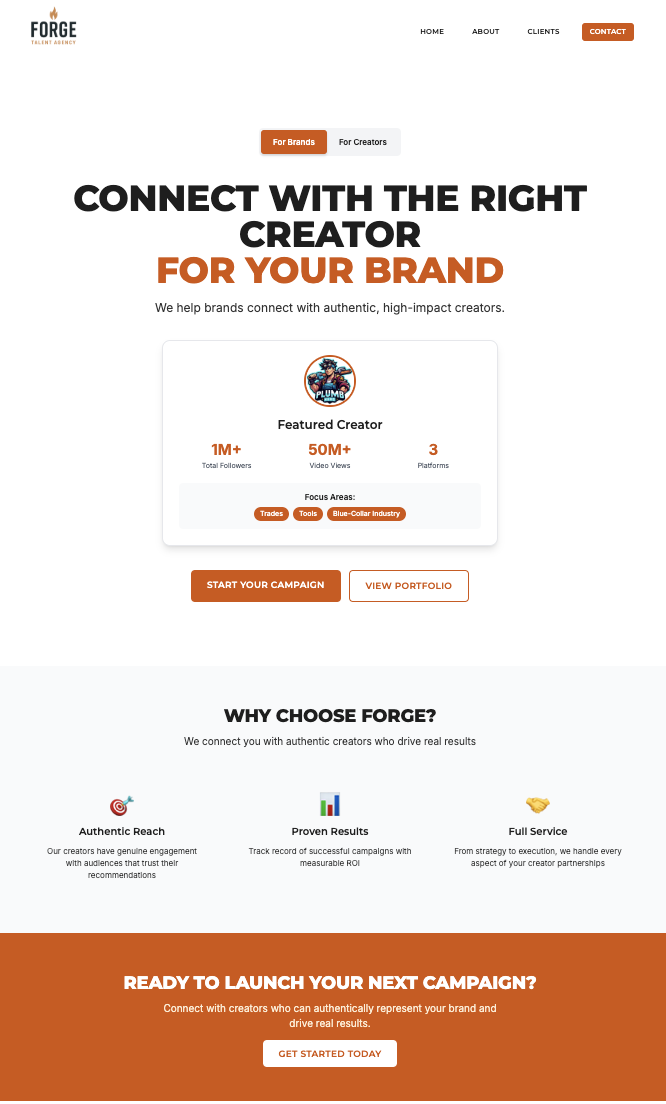 FORGE
TALENT AGENCY
HOME
ABOUT
CLIENTS
CONTACT
For Brands
For Creators
CONNECT WITH THE RIGHT
CREATOR
FOR YOUR BRAND
We help brands connect with authentic, high-impact creators.
PLUMB
Featured Creator
1M+
50M+
3
Total Followers
Video Views
Platforms
Focus Areas:
Trades
Tools
Blue-Collar Industry
START YOUR CAMPAIGN
VIEW PORTFOLIO
WHY CHOOSE FORGE?
We connect you with authentic creators who drive real results
Authentic Reach
Our creators have genuine engagement
with audiences that trust their
recommendations
Proven Results
Track record of successful campaigns with
measurable ROI
Full Service
From strategy to execution, we handle every
aspect of your creator partnerships
READY TO LAUNCH YOUR NEXT CAMPAIGN?
Connect with creators who can authentically represent your brand and
drive real results.
GET STARTED TODAY